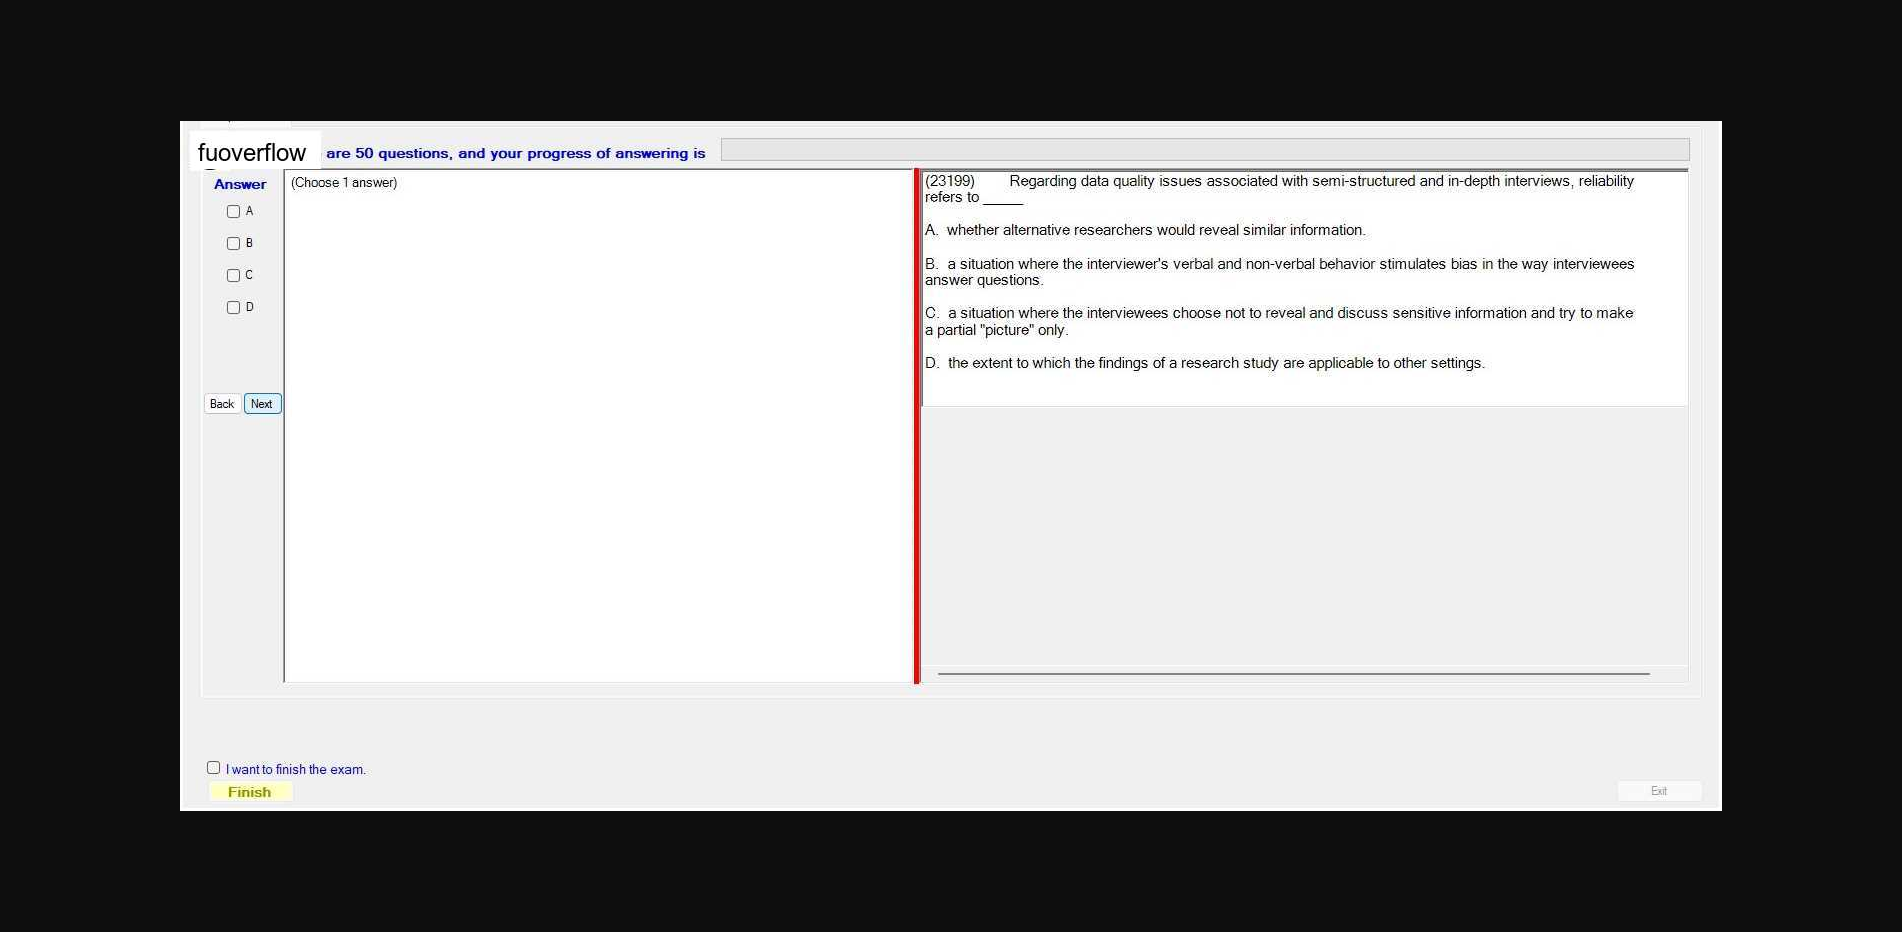 fuoverflow are 50 questions, and your progress of answering is
Answer
(Choose 1 answer)
A
B
C
D
Back Next
(23199) Regarding data quality issues associated with semi-structured and in-depth interviews, reliability
refers to _____
A. whether alternative researchers would reveal similar information.
B. a situation where the interviewer's verbal and non-verbal behavior stimulates bias in the way interviewees
answer questions.
C. a situation where the interviewees choose not to reveal and discuss sensitive information and try to make
a partial "picture" only.
D. the extent to which the findings of a research study are applicable to other settings.
I want to finish the exam.
Finish
Exit